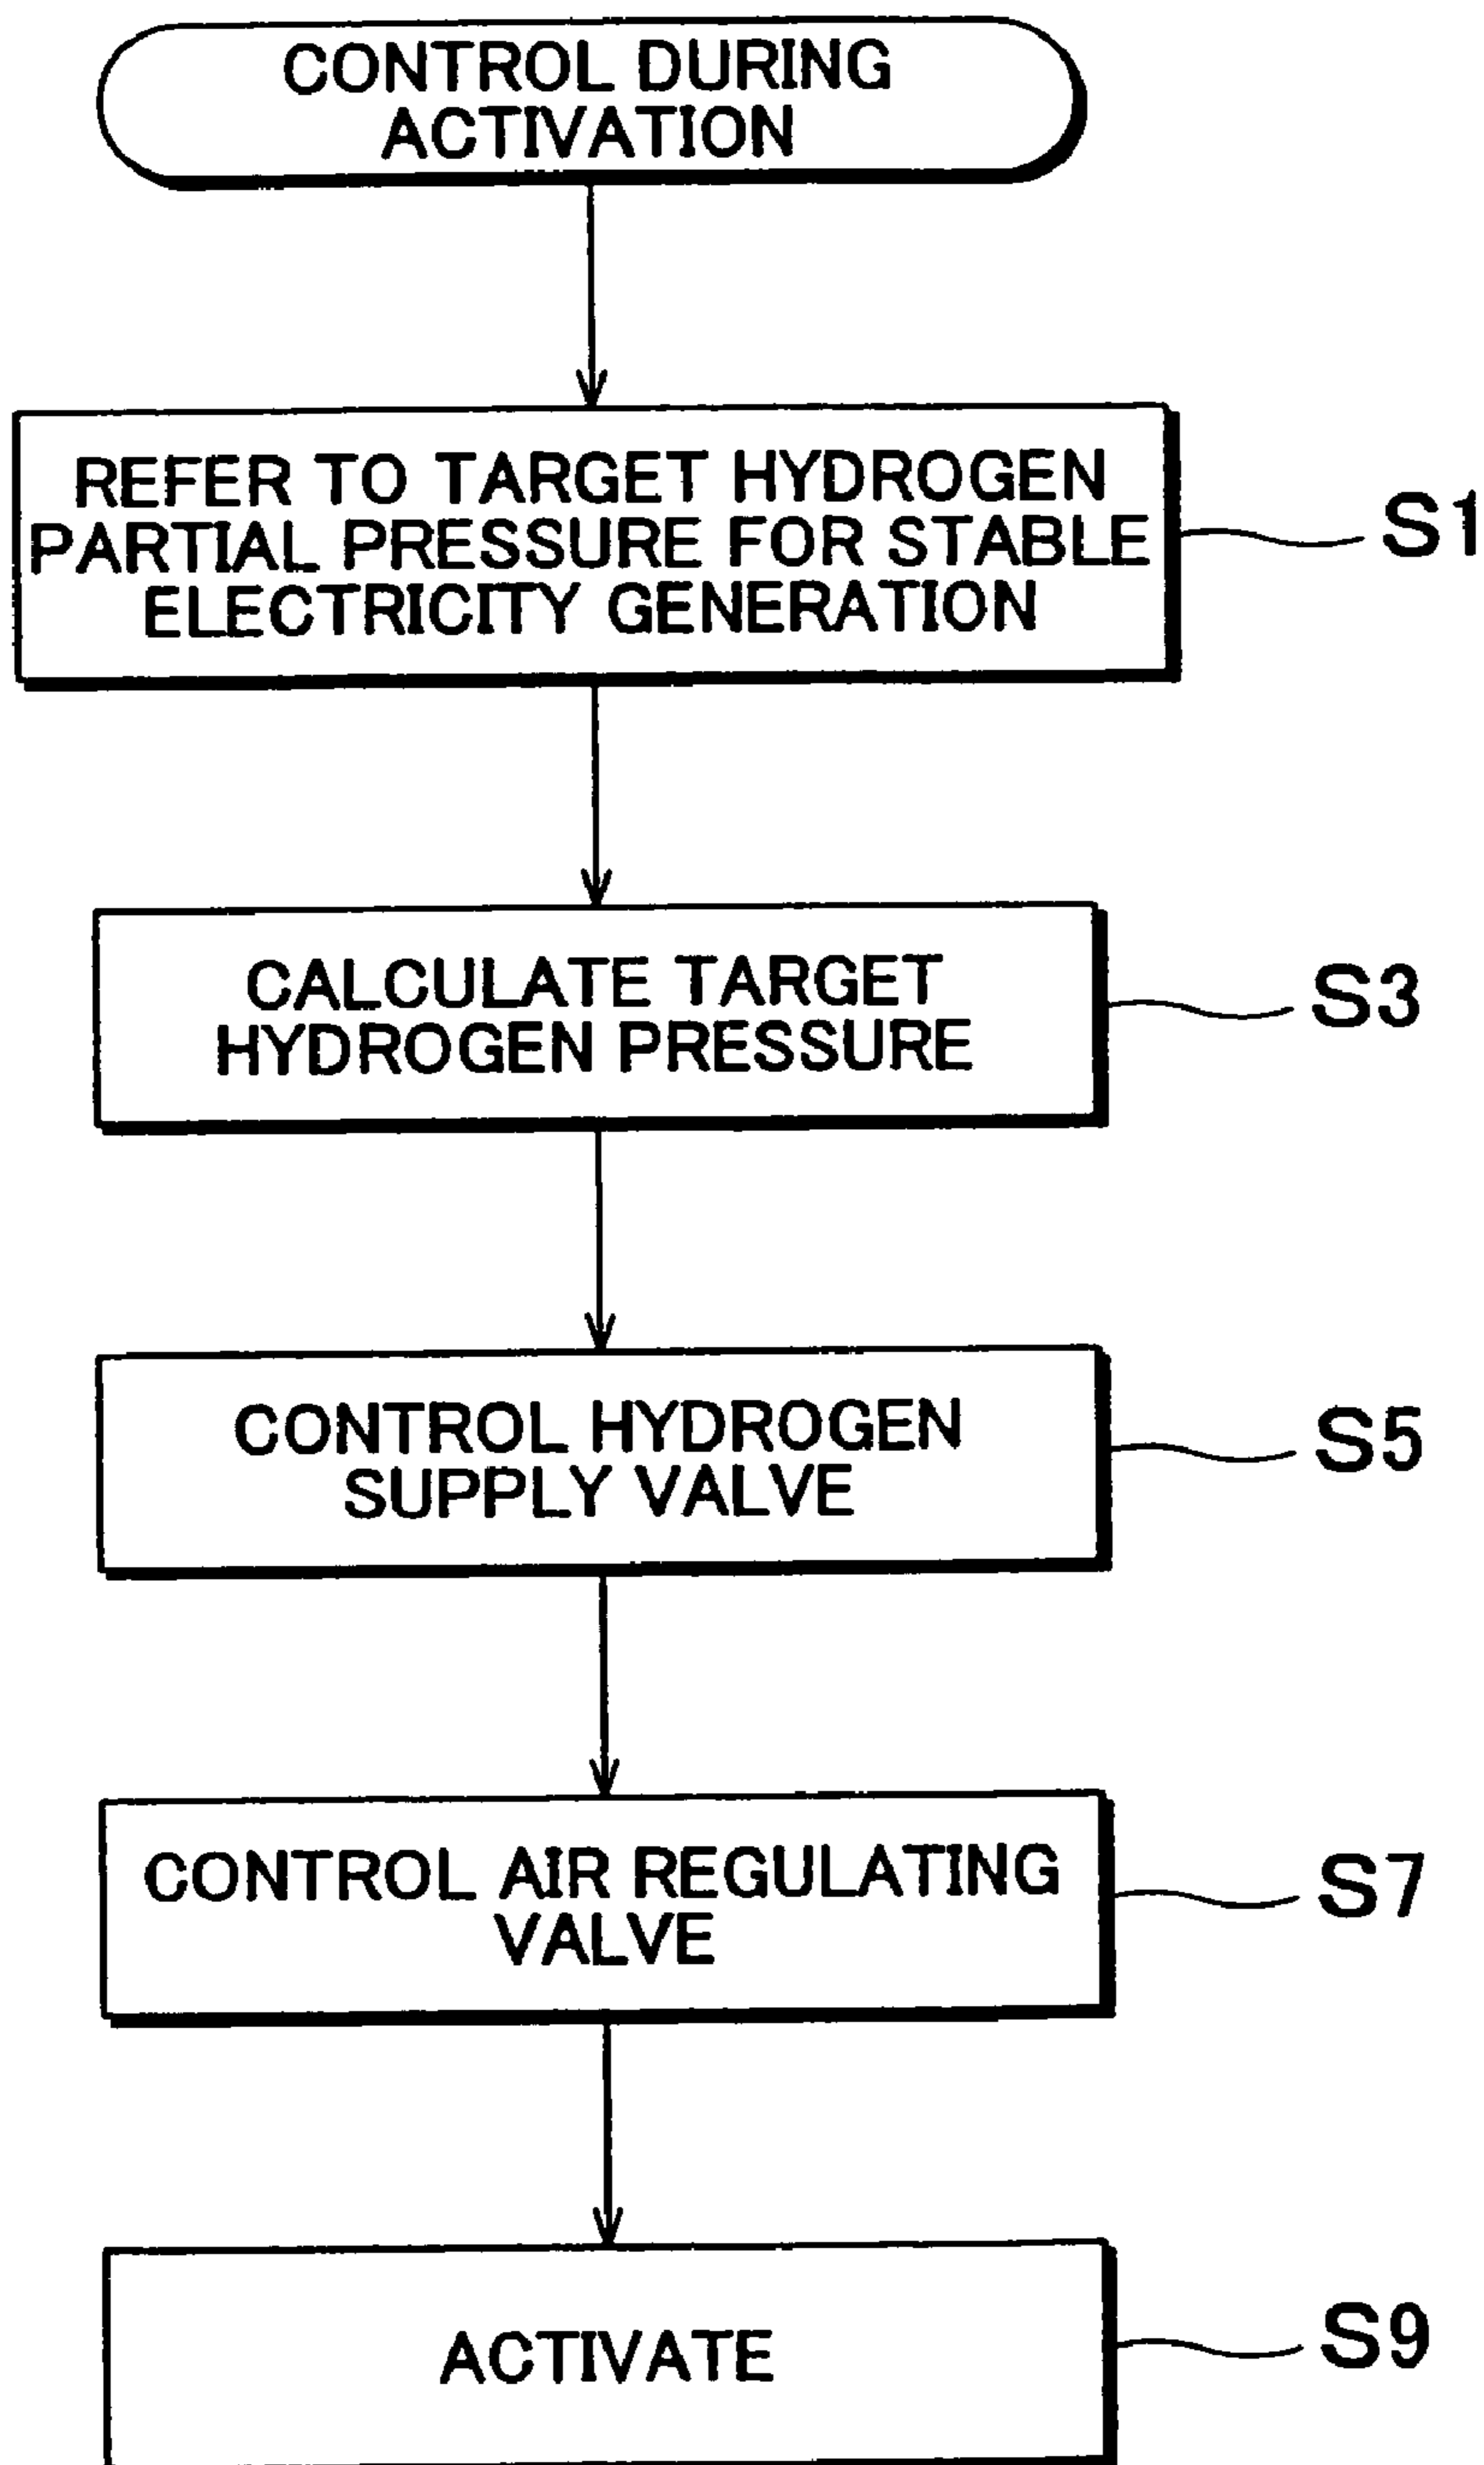 CONTROL DURING
ACTIVATION
REFER TO TARGET HYDROGEN
PARTIAL PRESSURE FOR STABLE
ELECTRICITY GENERATION
S1
CALCULATE TARGET
HYDROGEN PRESSURE
S3
CONTROL HYDROGEN
SUPPLY VALVE
S5
CONTROL AIR REGULATING
VALVE
S7
ACTIVATE
S9